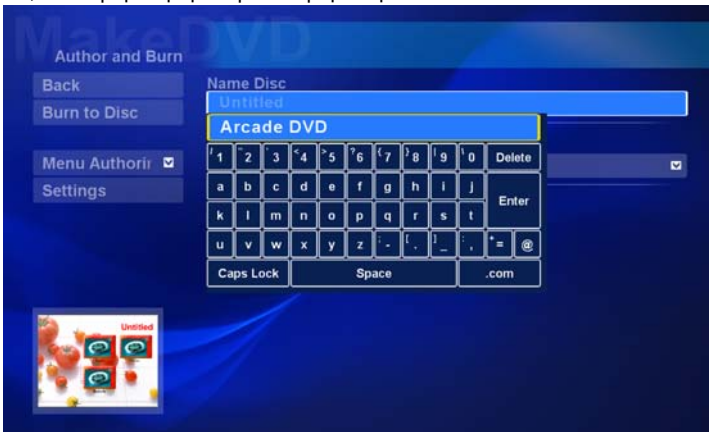 MakeDVD
Author and Burn
Back
Name Disc
Untitled
Burn to Disc
Arcade DVD
1 2 3 4 5 6 7 8 9 0 Delete
Menu Authorin
a b c d e f g h i j
Settings
Enter
k l m n o p q r s t
u v w x y z - . _ , = @
Caps Lock Space .com
Untitled